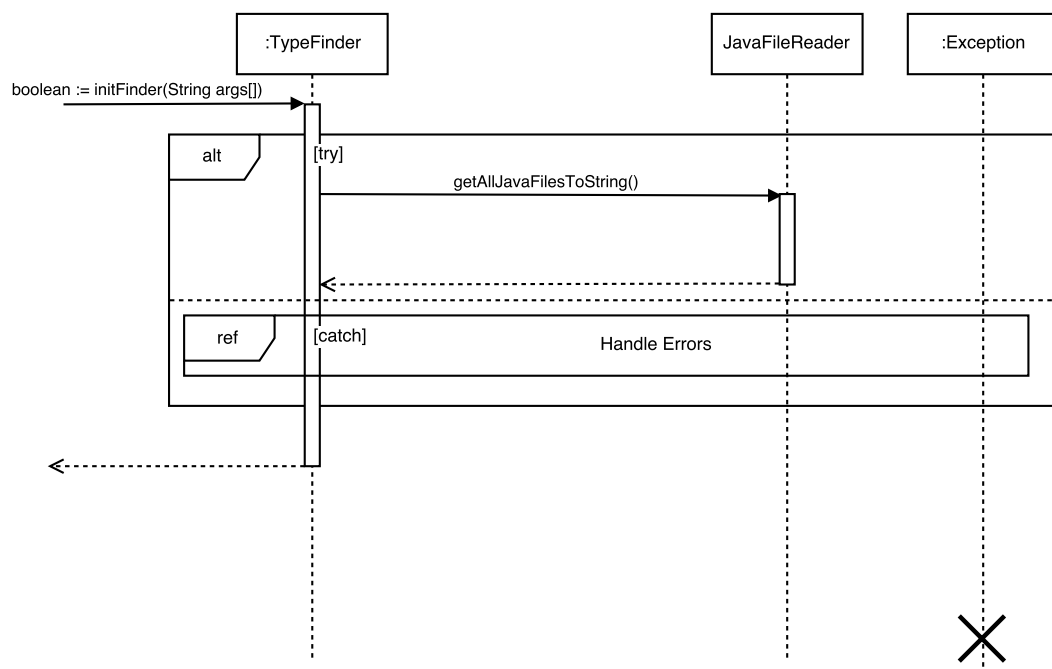 :TypeFinder
JavaFileReader
:Exception
boolean := initFinder(String args[])
alt
[try]
getAllJavaFilesToString()
ref
[catch]
Handle Errors